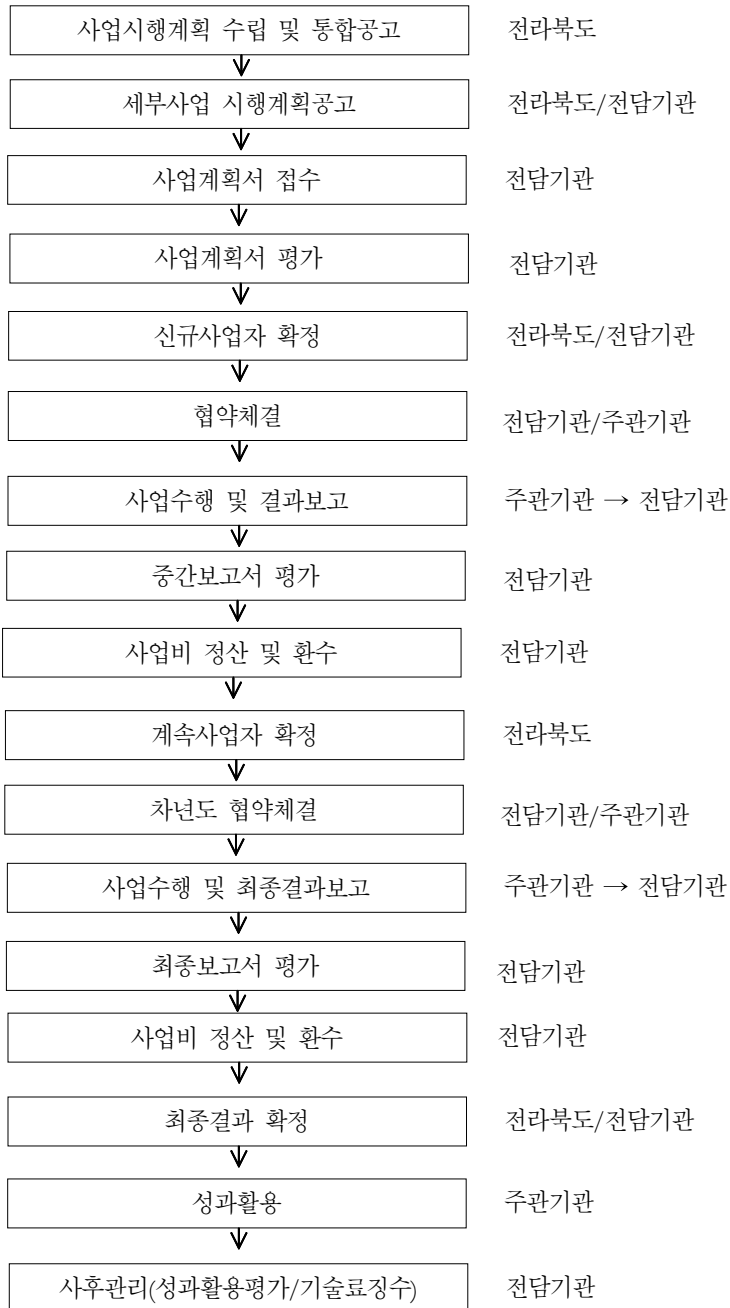 사업시행계획 수립 및 통합공고 전라북도
세부사업 시행계획공고 전라북도/전담기관
사업계획서 접수 전담기관
사업계획서 평가 전담기관
신규사업자 확정 전라북도/전담기관
협약체결 전담기관/주관기관
사업수행 및 결과보고 주관기관 → 전담기관
중간보고서 평가 전담기관
사업비 정산 및 환수 전담기관
계속사업자 확정 전라북도
차년도 협약체결 전담기관/주관기관
사업수행 및 최종결과보고 주관기관 → 전담기관
최종보고서 평가 전담기관
사업비 정산 및 환수 전담기관
최종결과 확정 전라북도/전담기관
성과활용 주관기관
사후관리(성과활용평가/기술료징수) 전담기관